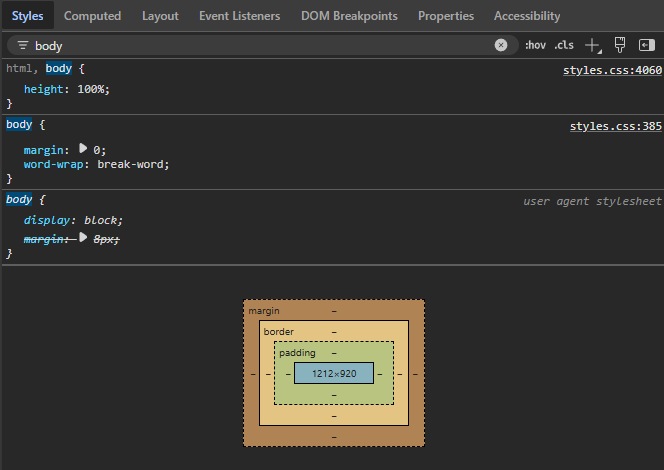 Styles Computed Layout Event Listeners DOM Breakpoints Properties Accessibility
body :hov .cls
html, body { styles.css:4060
height: 100%;
}
body { styles.css:385
margin: 0;
word-wrap: break-word;
}
body { user agent stylesheet
display: block;
margin: 8px;
}
margin –
border –
padding –
– – – 1212×920 – – –
–
–
–